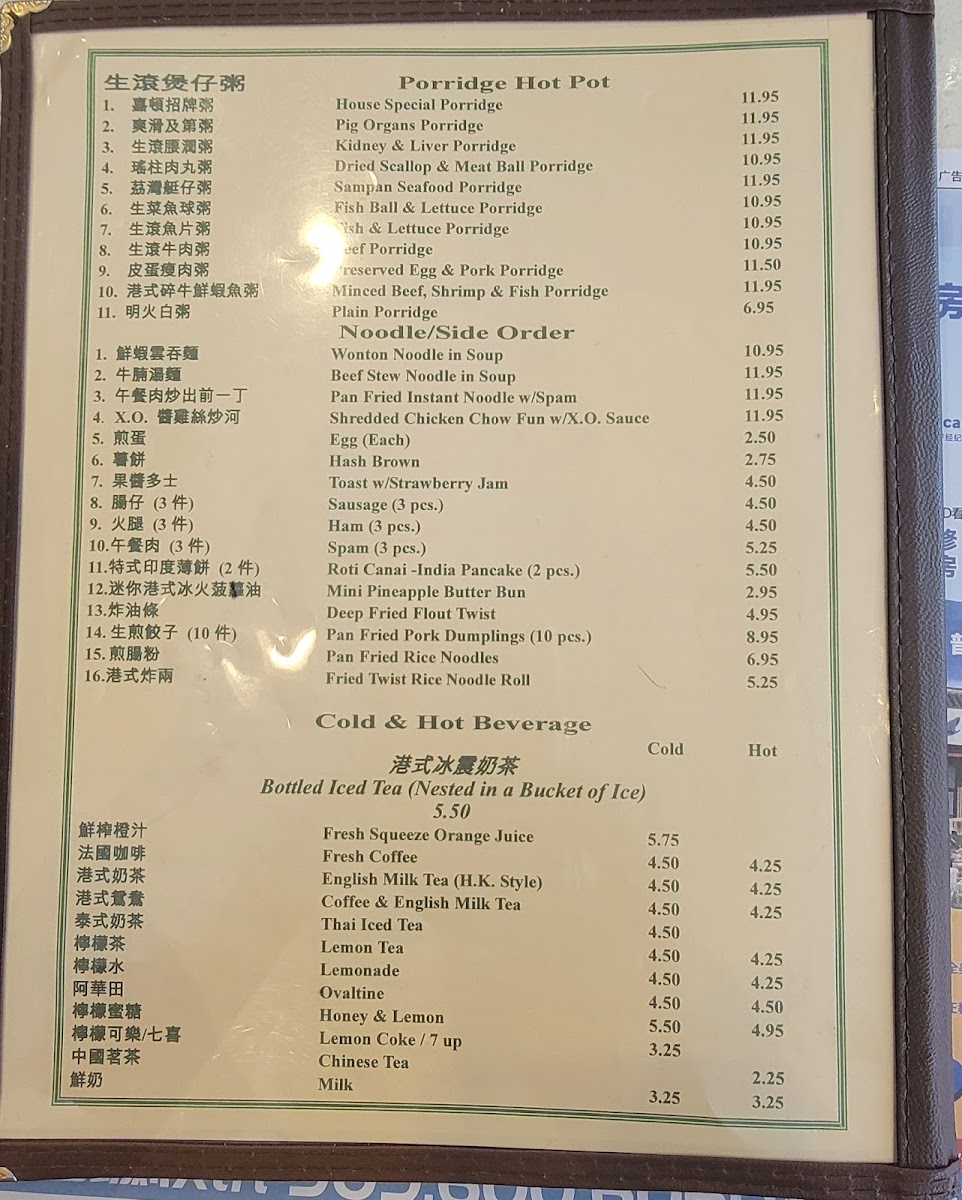 生滾煲仔粥 Porridge Hot Pot
1. 嘉頓招牌粥 House Special Porridge 11.95
2. 爽滑及第粥 Pig Organs Porridge 11.95
3. 生滾腰潤粥 Kidney & Liver Porridge 11.95
4. 瑤柱肉丸粥 Dried Scallop & Meat Ball Porridge 10.95
5. 荔灣艇仔粥 Sampan Seafood Porridge 11.95
6. 生菜魚球粥 Fish Ball & Lettuce Porridge 10.95
7. 生滾魚片粥 Fish & Lettuce Porridge 10.95
8. 生滾牛肉粥 Beef Porridge 10.95
9. 皮蛋瘦肉粥 Preserved Egg & Pork Porridge 11.50
10. 港式碎牛鮮蝦魚粥 Minced Beef, Shrimp & Fish Porridge 11.95
11. 明火白粥 Plain Porridge 6.95
Noodle/Side Order
1. 鮮蝦雲吞麵 Wonton Noodle in Soup 10.95
2. 牛腩湯麵 Beef Stew Noodle in Soup 11.95
3. 午餐肉炒出前一丁 Pan Fried Instant Noodle w/Spam 11.95
4. X.O. 醬雞絲炒河 Shredded Chicken Chow Fun w/X.O. Sauce 11.95
5. 煎蛋 Egg (Each) 2.50
6. 薯餅 Hash Brown 2.75
7. 果醬多士 Toast w/Strawberry Jam 4.50
8. 腸仔 (3 件) Sausage (3 pcs.) 4.50
9. 火腿 (3 件) Ham (3 pcs.) 4.50
10.午餐肉 (3 件) Spam (3 pcs.) 5.25
11.特式印度薄餅 (2 件) Roti Canai -India Pancake (2 pcs.) 5.50
12.迷你港式冰火菠蘿油 Mini Pineapple Butter Bun 2.95
13.炸油條 Deep Fried Flout Twist 4.95
14. 生煎餃子 (10 件) Pan Fried Pork Dumplings (10 pcs.) 8.95
15. 煎腸粉 Pan Fried Rice Noodles 6.95
16.港式炸兩 Fried Twist Rice Noodle Roll 5.25
Cold & Hot Beverage
Cold Hot
港式冰震奶茶
Bottled Iced Tea (Nested in a Bucket of Ice)
5.50
鮮榨橙汁 Fresh Squeeze Orange Juice 5.75
法國咖啡 Fresh Coffee 4.50 4.25
港式奶茶 English Milk Tea (H.K. Style) 4.50 4.25
港式鴛鴦 Coffee & English Milk Tea 4.50 4.25
泰式奶茶 Thai Iced Tea 4.50
檸檬茶 Lemon Tea 4.50 4.25
檸檬水 Lemonade 4.50 4.25
阿華田 Ovaltine 4.50 4.50
檸檬蜜糖 Honey & Lemon 5.50 4.95
檸檬可樂/七喜 Lemon Coke / 7 up 3.25
中國茗茶 Chinese Tea 2.25
鮮奶 Milk 3.25 3.25